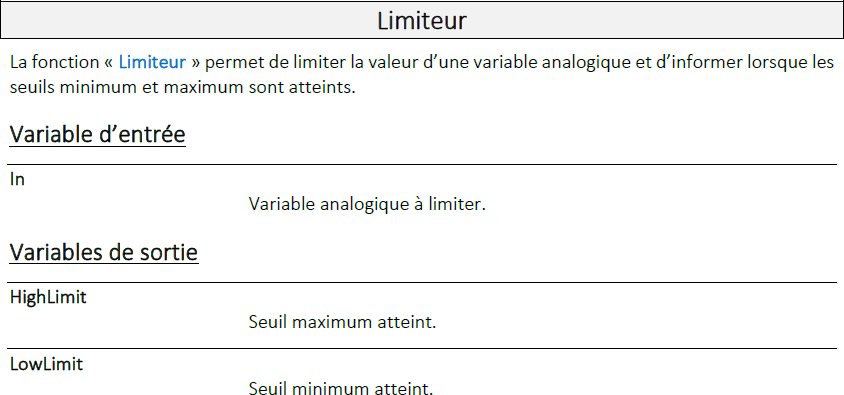 Limiteur
La fonction « Limiteur » permet de limiter la valeur d’une variable analogique et d’informer lorsque les
seuils minimum et maximum sont atteints.
Variable d’entrée
In
Variable analogique à limiter.
Variables de sortie
HighLimit
Seuil maximum atteint.
LowLimit
Seuil minimum atteint.